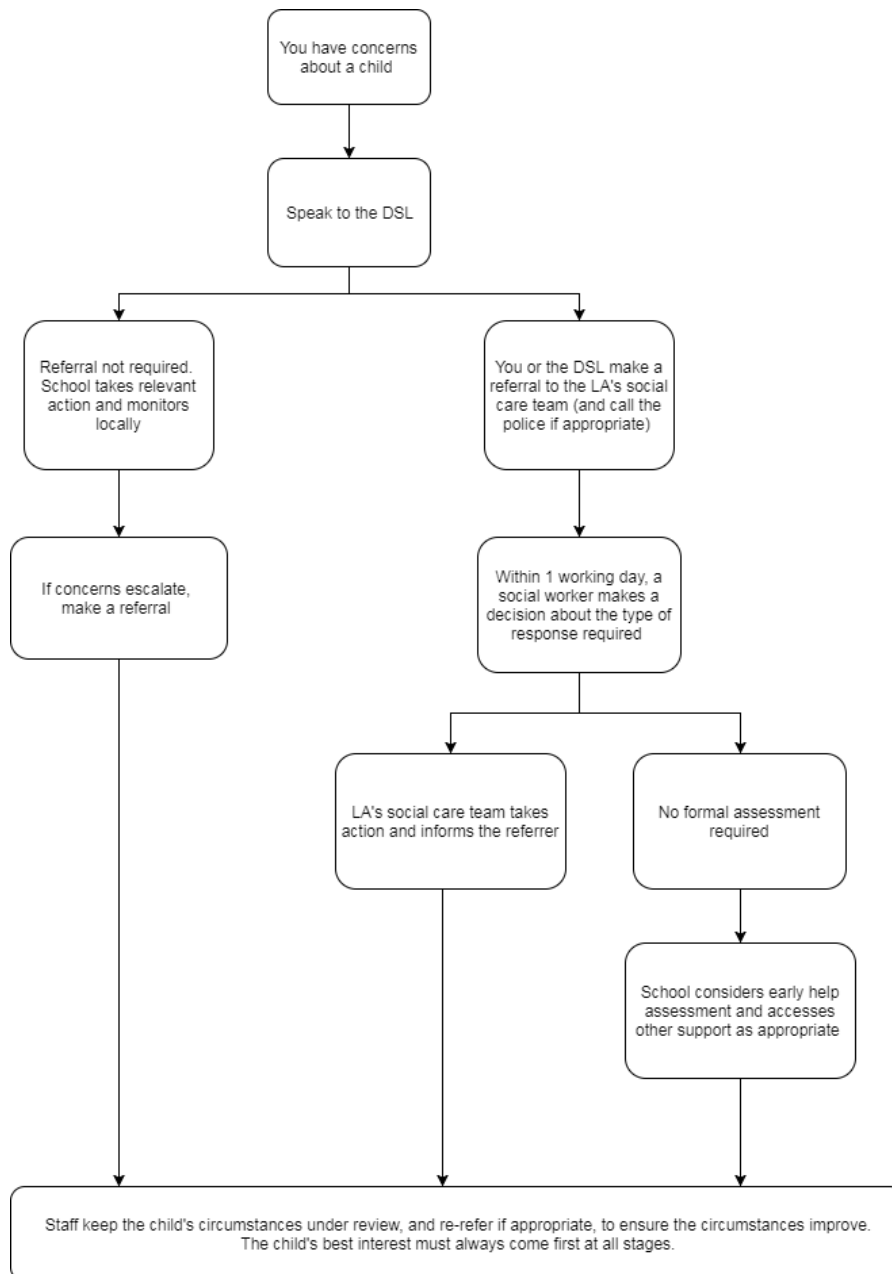 You have concerns
about a child
Speak to the DSL
Referral not required.
School takes relevant
action and monitors
locally
You or the DSL make a
referral to the LA's social
care team (and call the
police if appropriate)
If concerns escalate,
make a referral
Within 1 working day, a
social worker makes a
decision about the type of
response required
LA's social care team takes
action and informs the referrer
No formal assessment
required
School considers early help
assessment and accesses
other support as appropriate
Staff keep the child's circumstances under review, and re-refer if appropriate, to ensure the circumstances improve.
The child's best interest must always come first at all stages.